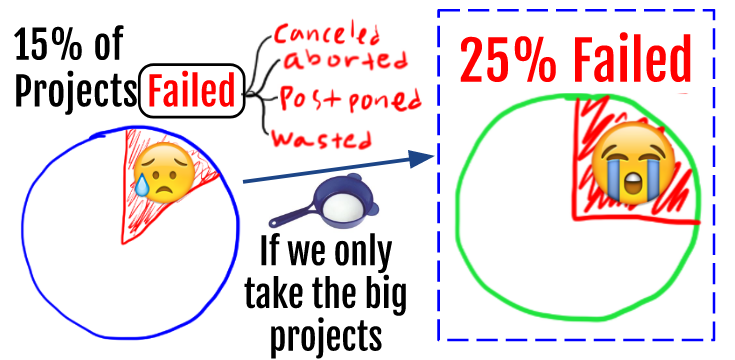 15% of
Projects Failed
Canceled
aborted
Postponed
Wasted
If we only
take the big
projects
25% Failed